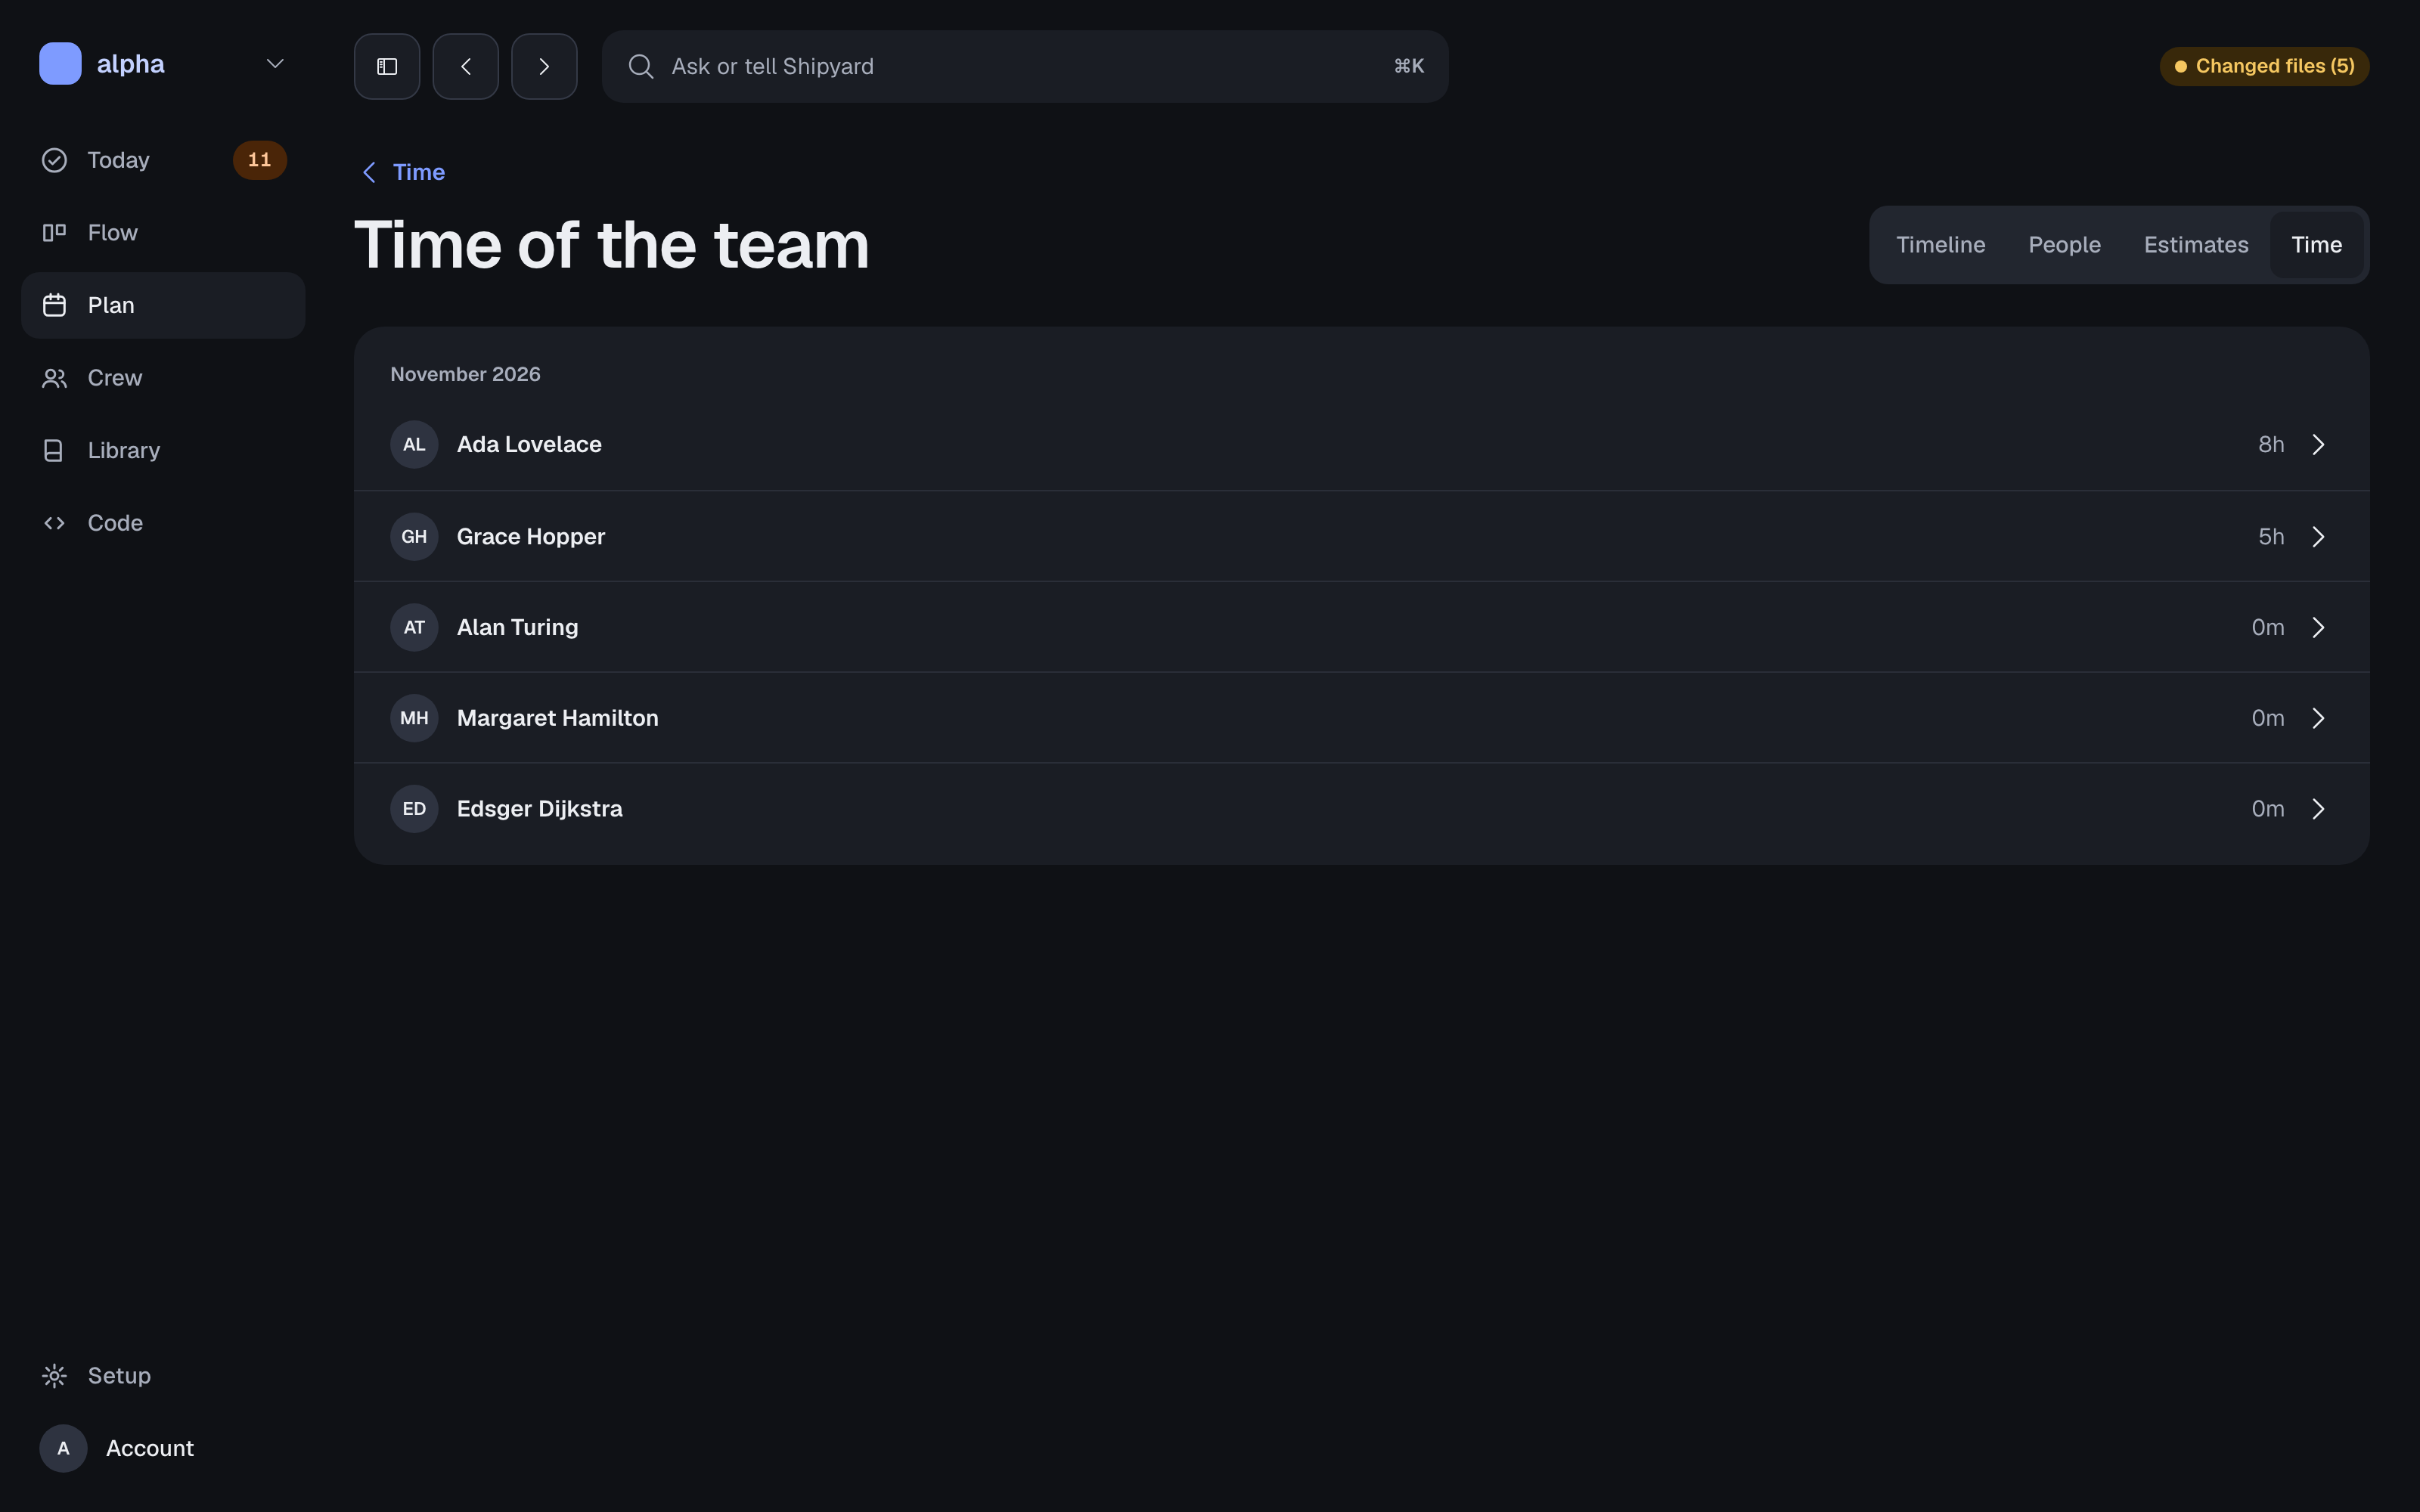 alpha
Ask or tell Shipyard ⌘K
Changed files (5)
Today 11
Flow
Plan
Crew
Library
Code
Setup
A Account
Time
Time of the team
Timeline People Estimates Time
November 2026
AL Ada Lovelace 8h
GH Grace Hopper 5h
AT Alan Turing 0m
MH Margaret Hamilton 0m
ED Edsger Dijkstra 0m